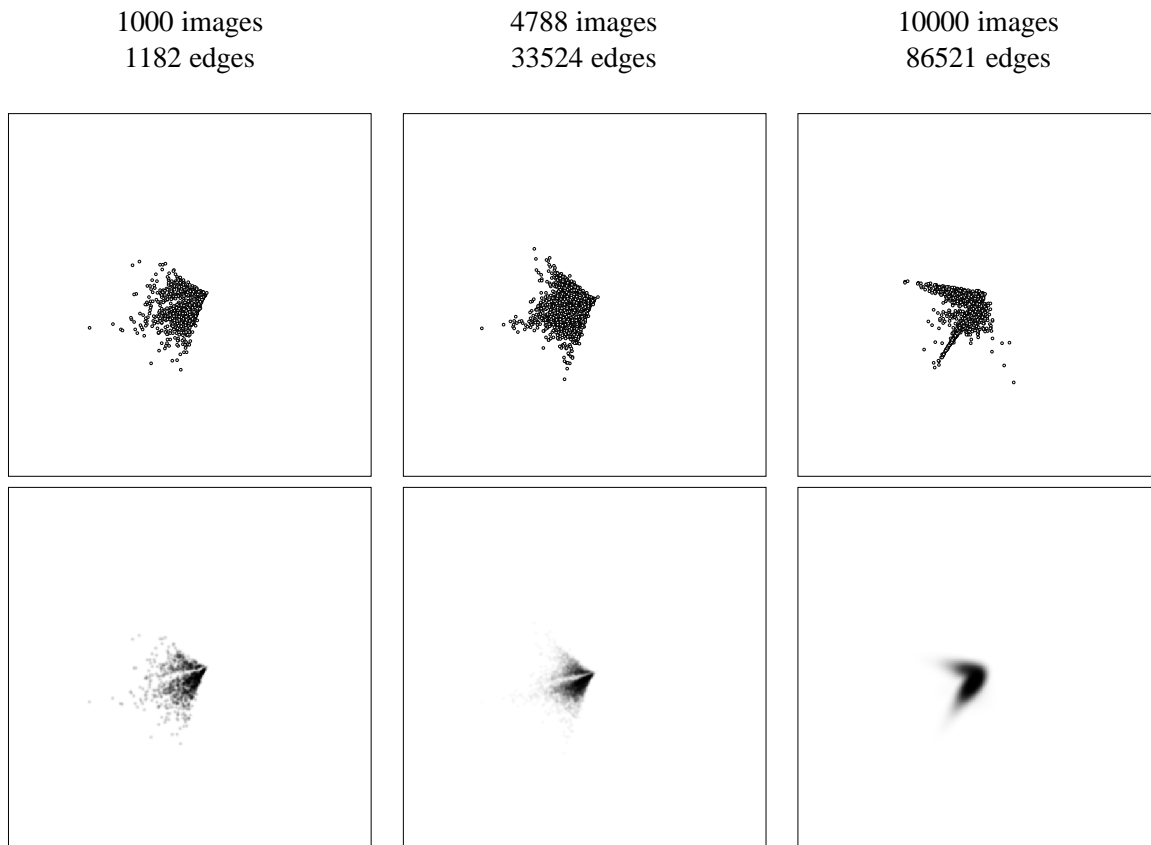 1000 images
1182 edges
4788 images
33524 edges
10000 images
86521 edges